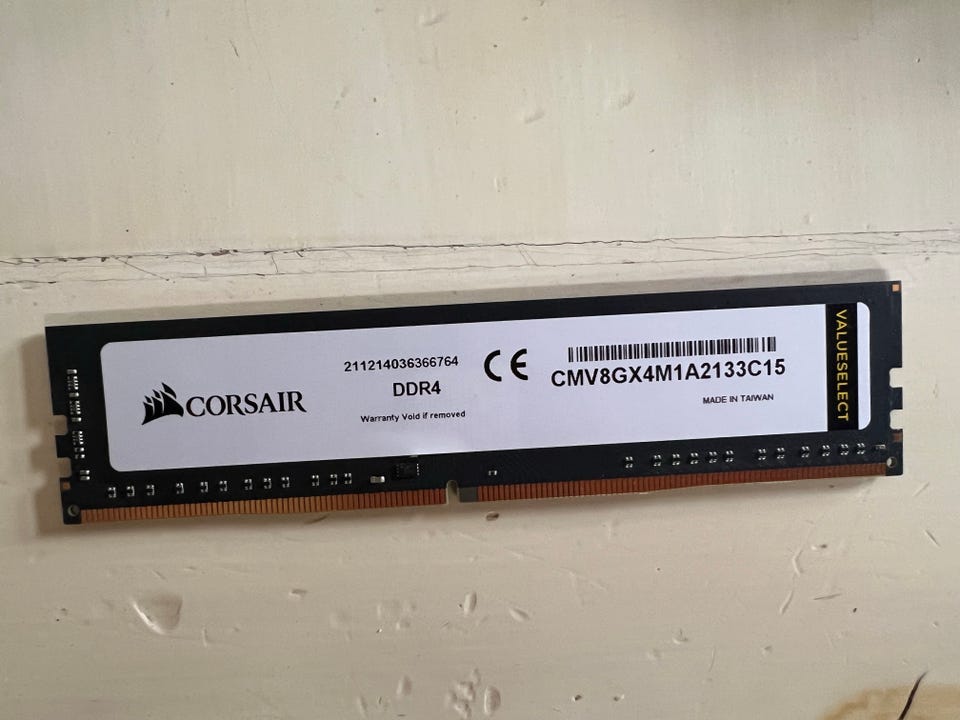 CORSAIR
211214036366764
DDR4
Warranty Void if removed
CE
CMV8GX4M1A2133C15
MADE IN TAIWAN
VALUESELECT